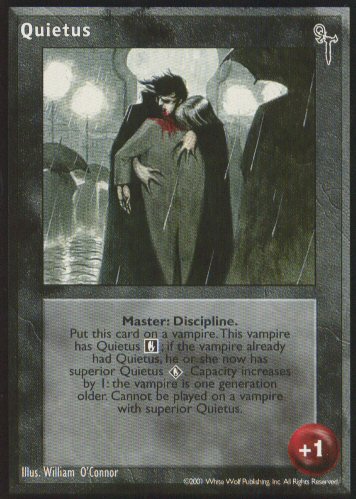 Quietus
Master: Discipline.
Put this card on a vampire. This vampire
has Quietus ; if the vampire already
had Quietus, he or she now has
superior Quietus . Capacity increases
by 1: the vampire is one generation
older. Cannot be played on a vampire
with superior Quietus.
+1
Illus. William O'Connor
©2001 White Wolf Publishing, Inc. All Rights Reserved.